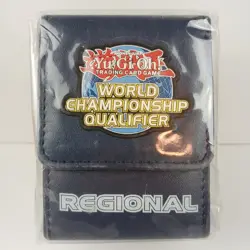 Yu-Gi-Oh!
TRADING CARD GAME
WORLD
CHAMPIONSHIP
QUALIFIER
REGIONAL